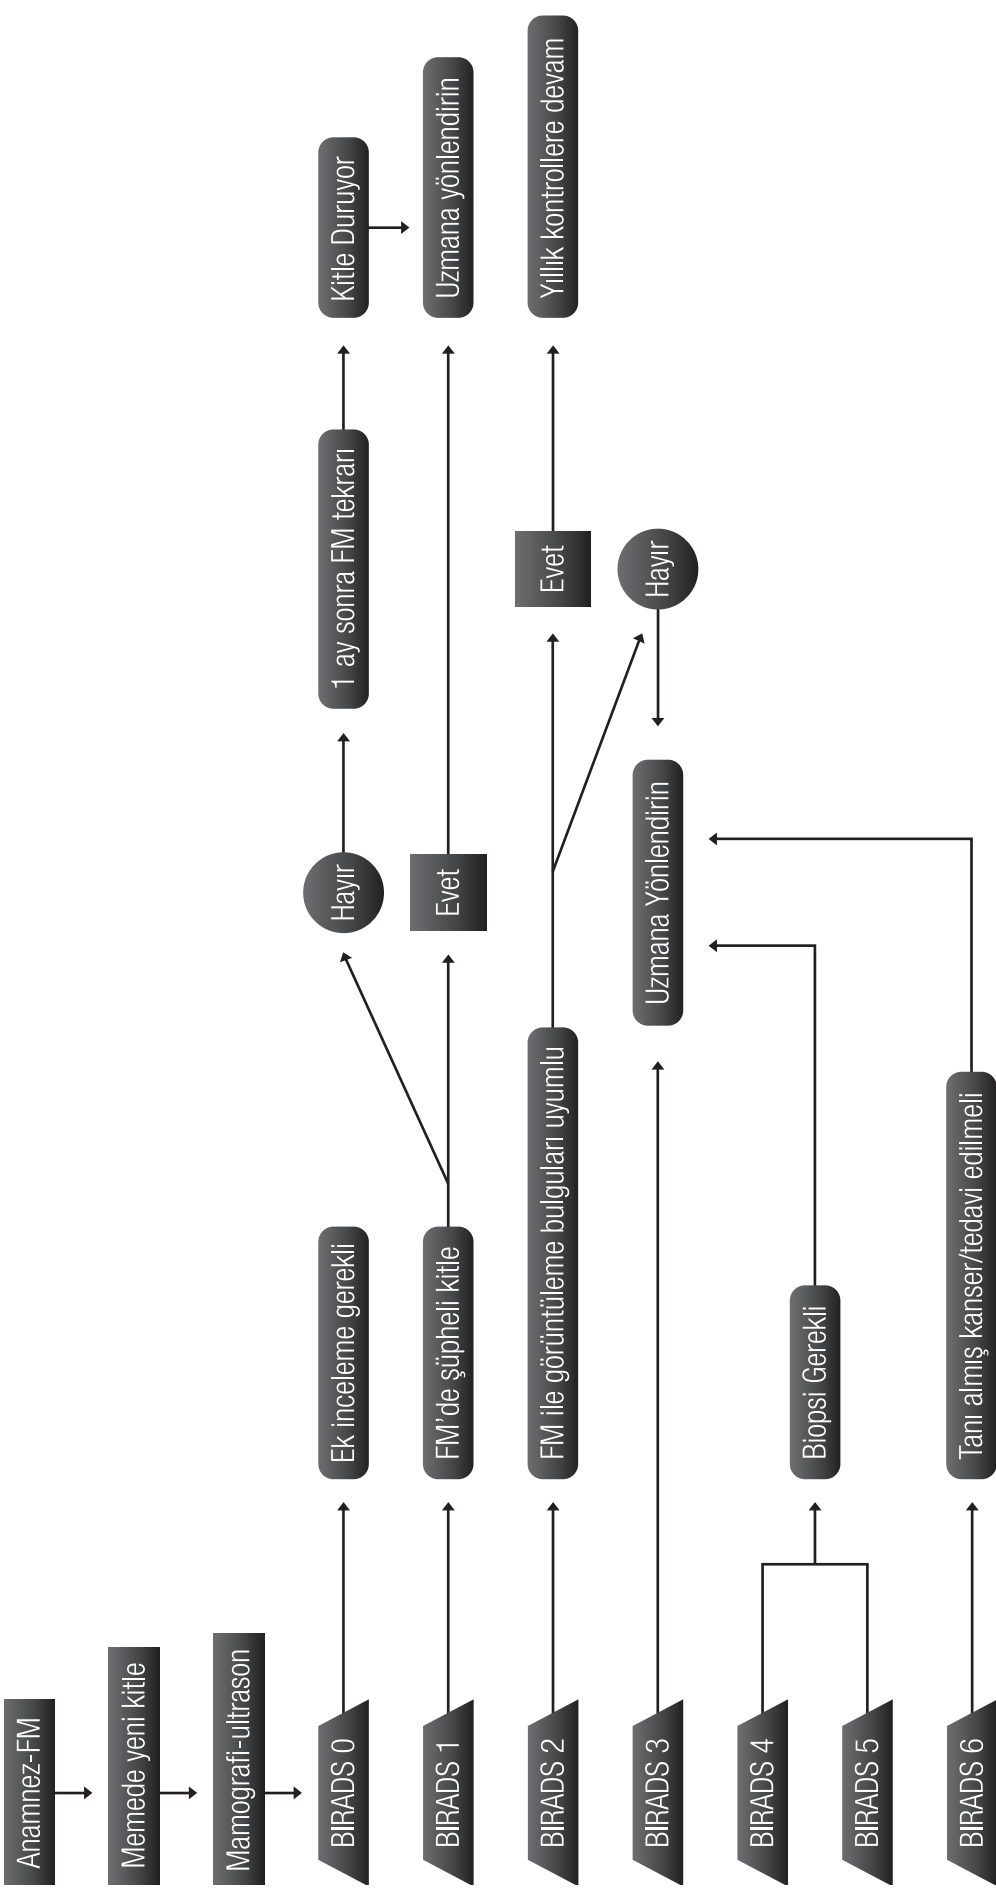 Anamnez-FM
Memede yeni kitle
Mamografi-ultrason
BIRADS 0
Ek inceleme gerekli
Hayır
1 ay sonra FM tekrarı
Kitle Duruyor
BIRADS 1
FM'de şüpheli kitle
Evet
Uzmana yönlendirin
BIRADS 2
FM ile görüntüleme bulguları uyumlu
Evet
Yıllık kontrollere devam
BIRADS 3
Uzmana Yönlendirin
Hayır
BIRADS 4
Biopsi Gerekli
BIRADS 5
BIRADS 6
Tanı almış kanser/tedavi edilmeli